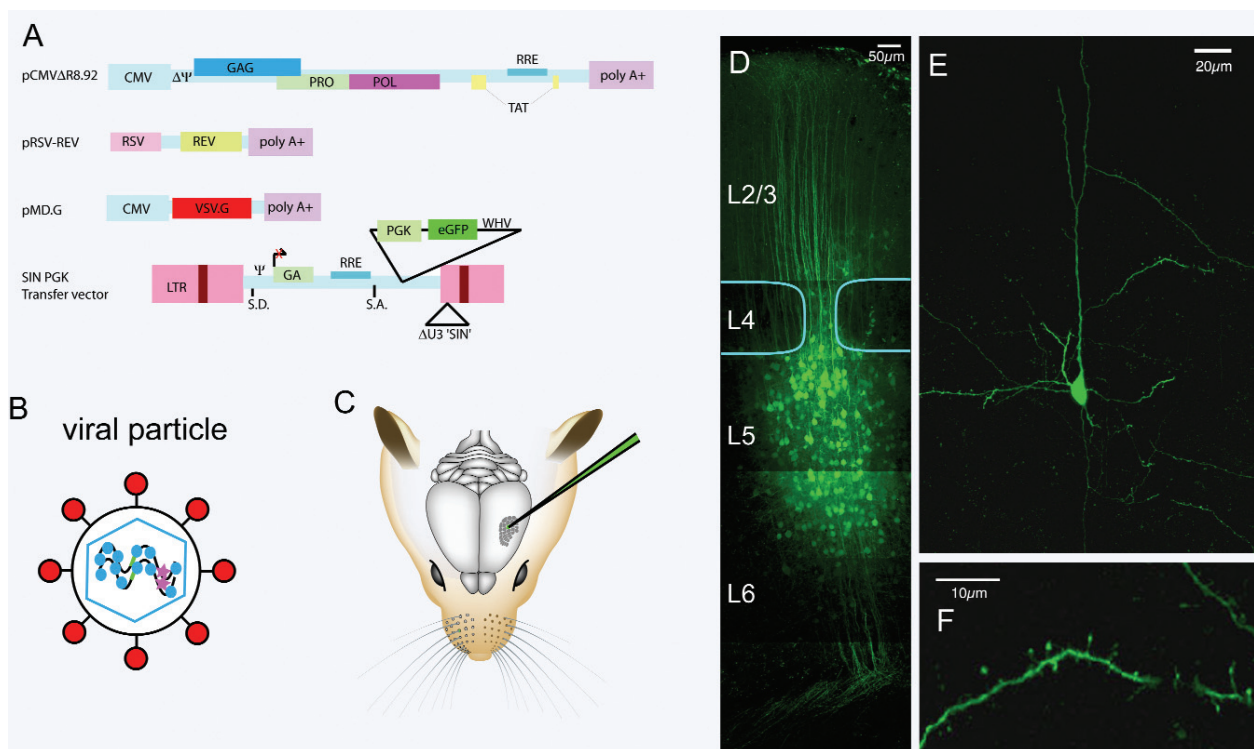 A
pCMVΔR8.92
CMV
ΔΨ
GAG
PRO
POL
RRE
TAT
poly A+
pRSV-REV
RSV
REV
poly A+
pMD.G
CMV
VSV.G
poly A+
PGK
eGFP
WHV
SIN PGK
Transfer vector
LTR
Ψ
GA
RRE
S.D.
S.A.
ΔU3 'SIN'
B
viral particle
C
D
50µm
L2/3
L4
L5
L6
E
20µm
F
10µm